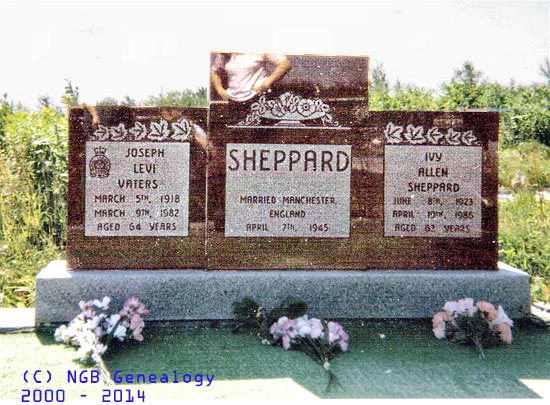 JOSEPH
LEVI
VATERS
MARCH 5TH, 1918
MARCH 9TH, 1982
AGED 64 YEARS
SHEPPARD
MARRIED MANCHESTER,
ENGLAND
APRIL 7TH, 1945
IVY
ALLEN
SHEPPARD
JUNE 8TH, 1923
APRIL 19TH, 1986
AGED 63 YEARS
(C) NGB Genealogy
2000 - 2014